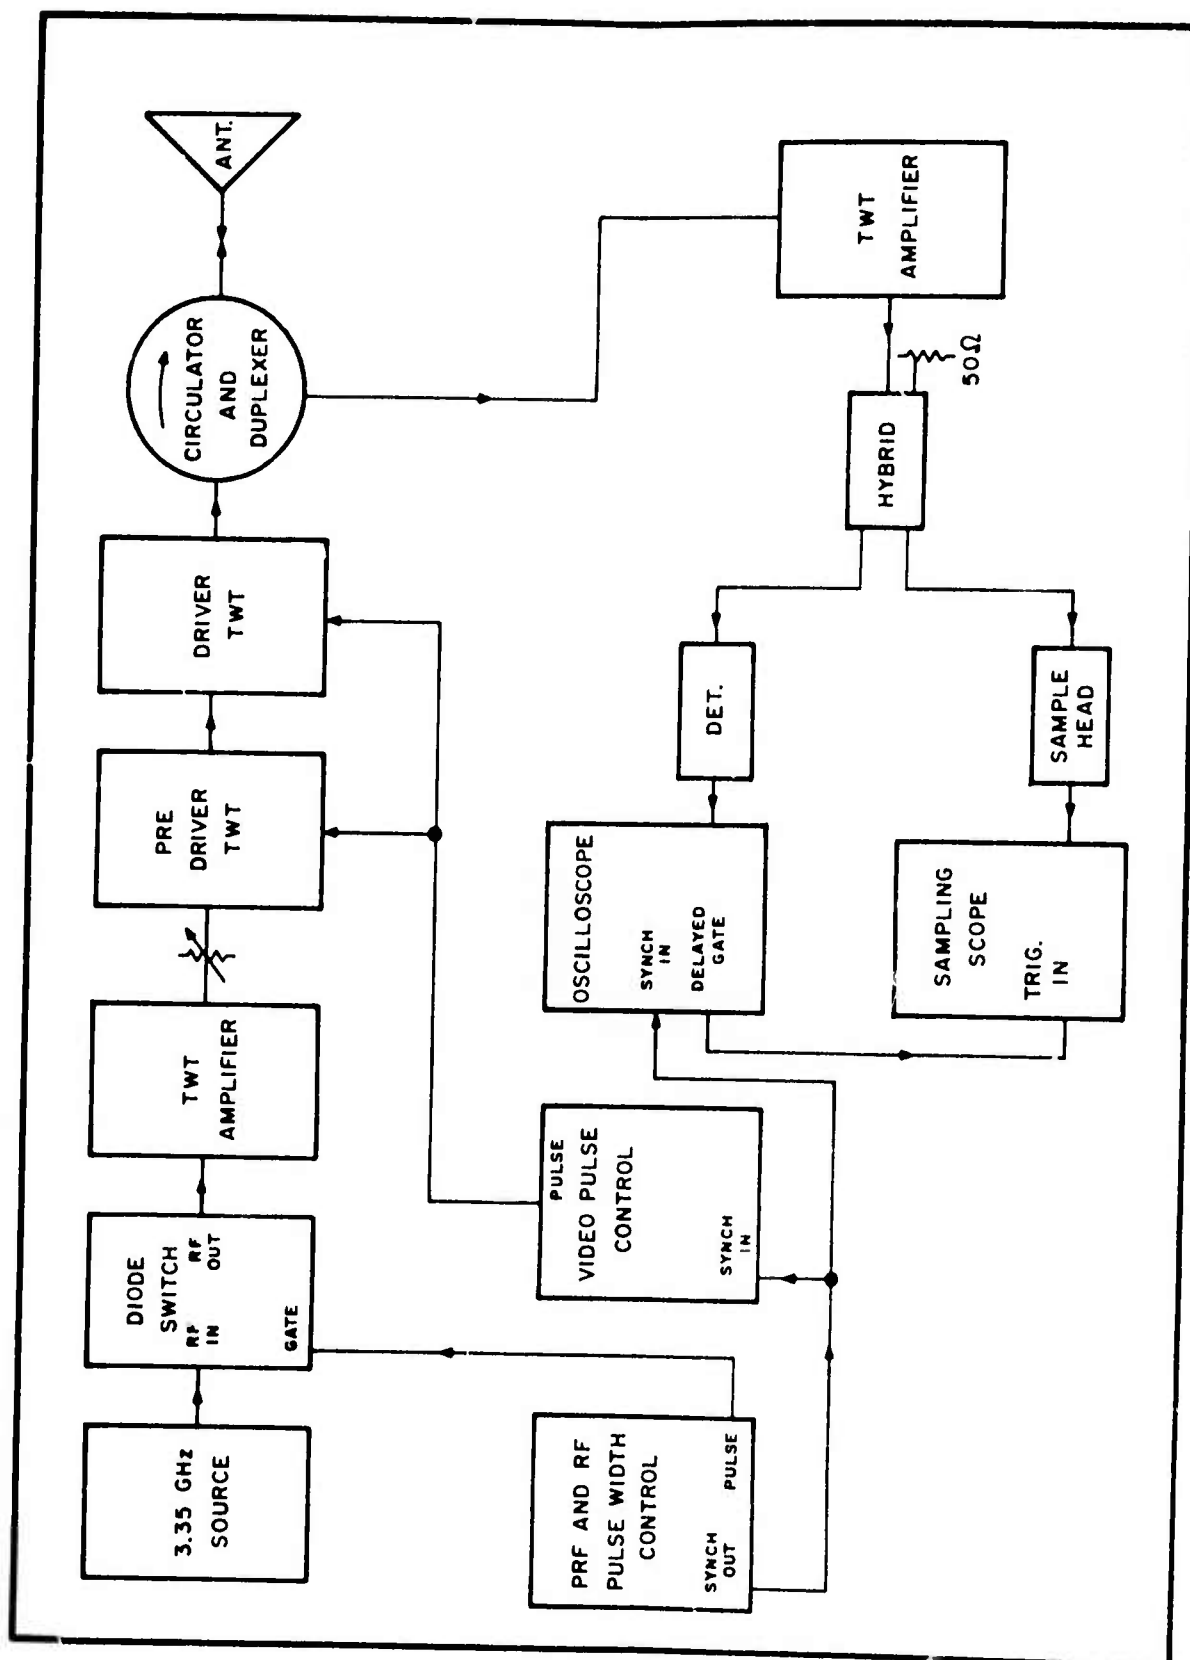 3.35 GHz
SOURCE
DIODE
SWITCH
RF
IN
RF
OUT
GATE
TWT
AMPLIFIER
PRE
DRIVER
TWT
DRIVER
TWT
CIRCULATOR
AND
DUPLEXER
ANT.
PRF AND RF
PULSE WIDTH
CONTROL
SYNCH
OUT
PULSE
PULSE
VIDEO PULSE
CONTROL
SYNCH
IN
OSCILLOSCOPE
SYNCH
IN
DELAYED
GATE
DET.
HYBRID
50Ω
TWT
AMPLIFIER
SAMPLING
SCOPE
TRIG.
IN
SAMPLE
HEAD